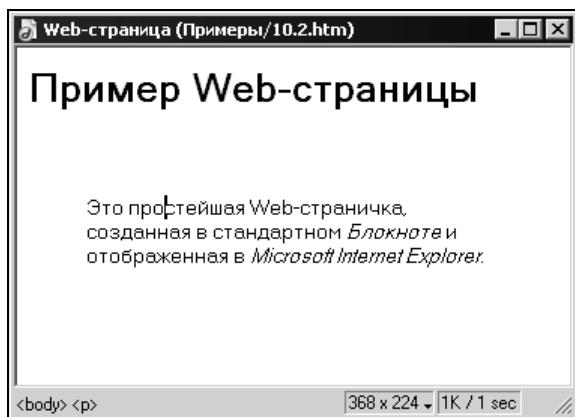 Web-страница (Примеры/10.2.htm)
Пример Web-страницы
Это простейшая Web-страничка,
созданная в стандартном Блокноте и
отображенная в Microsoft Internet Explorer.
<body> <p>
368 x 224
1K / 1 sec